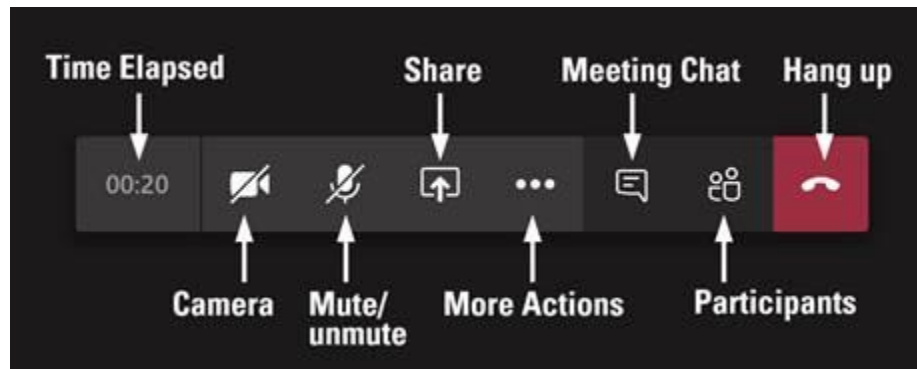 Time Elapsed
Share
Meeting Chat
Hang up
00:20
Camera
Mute/
unmute
More Actions
Participants